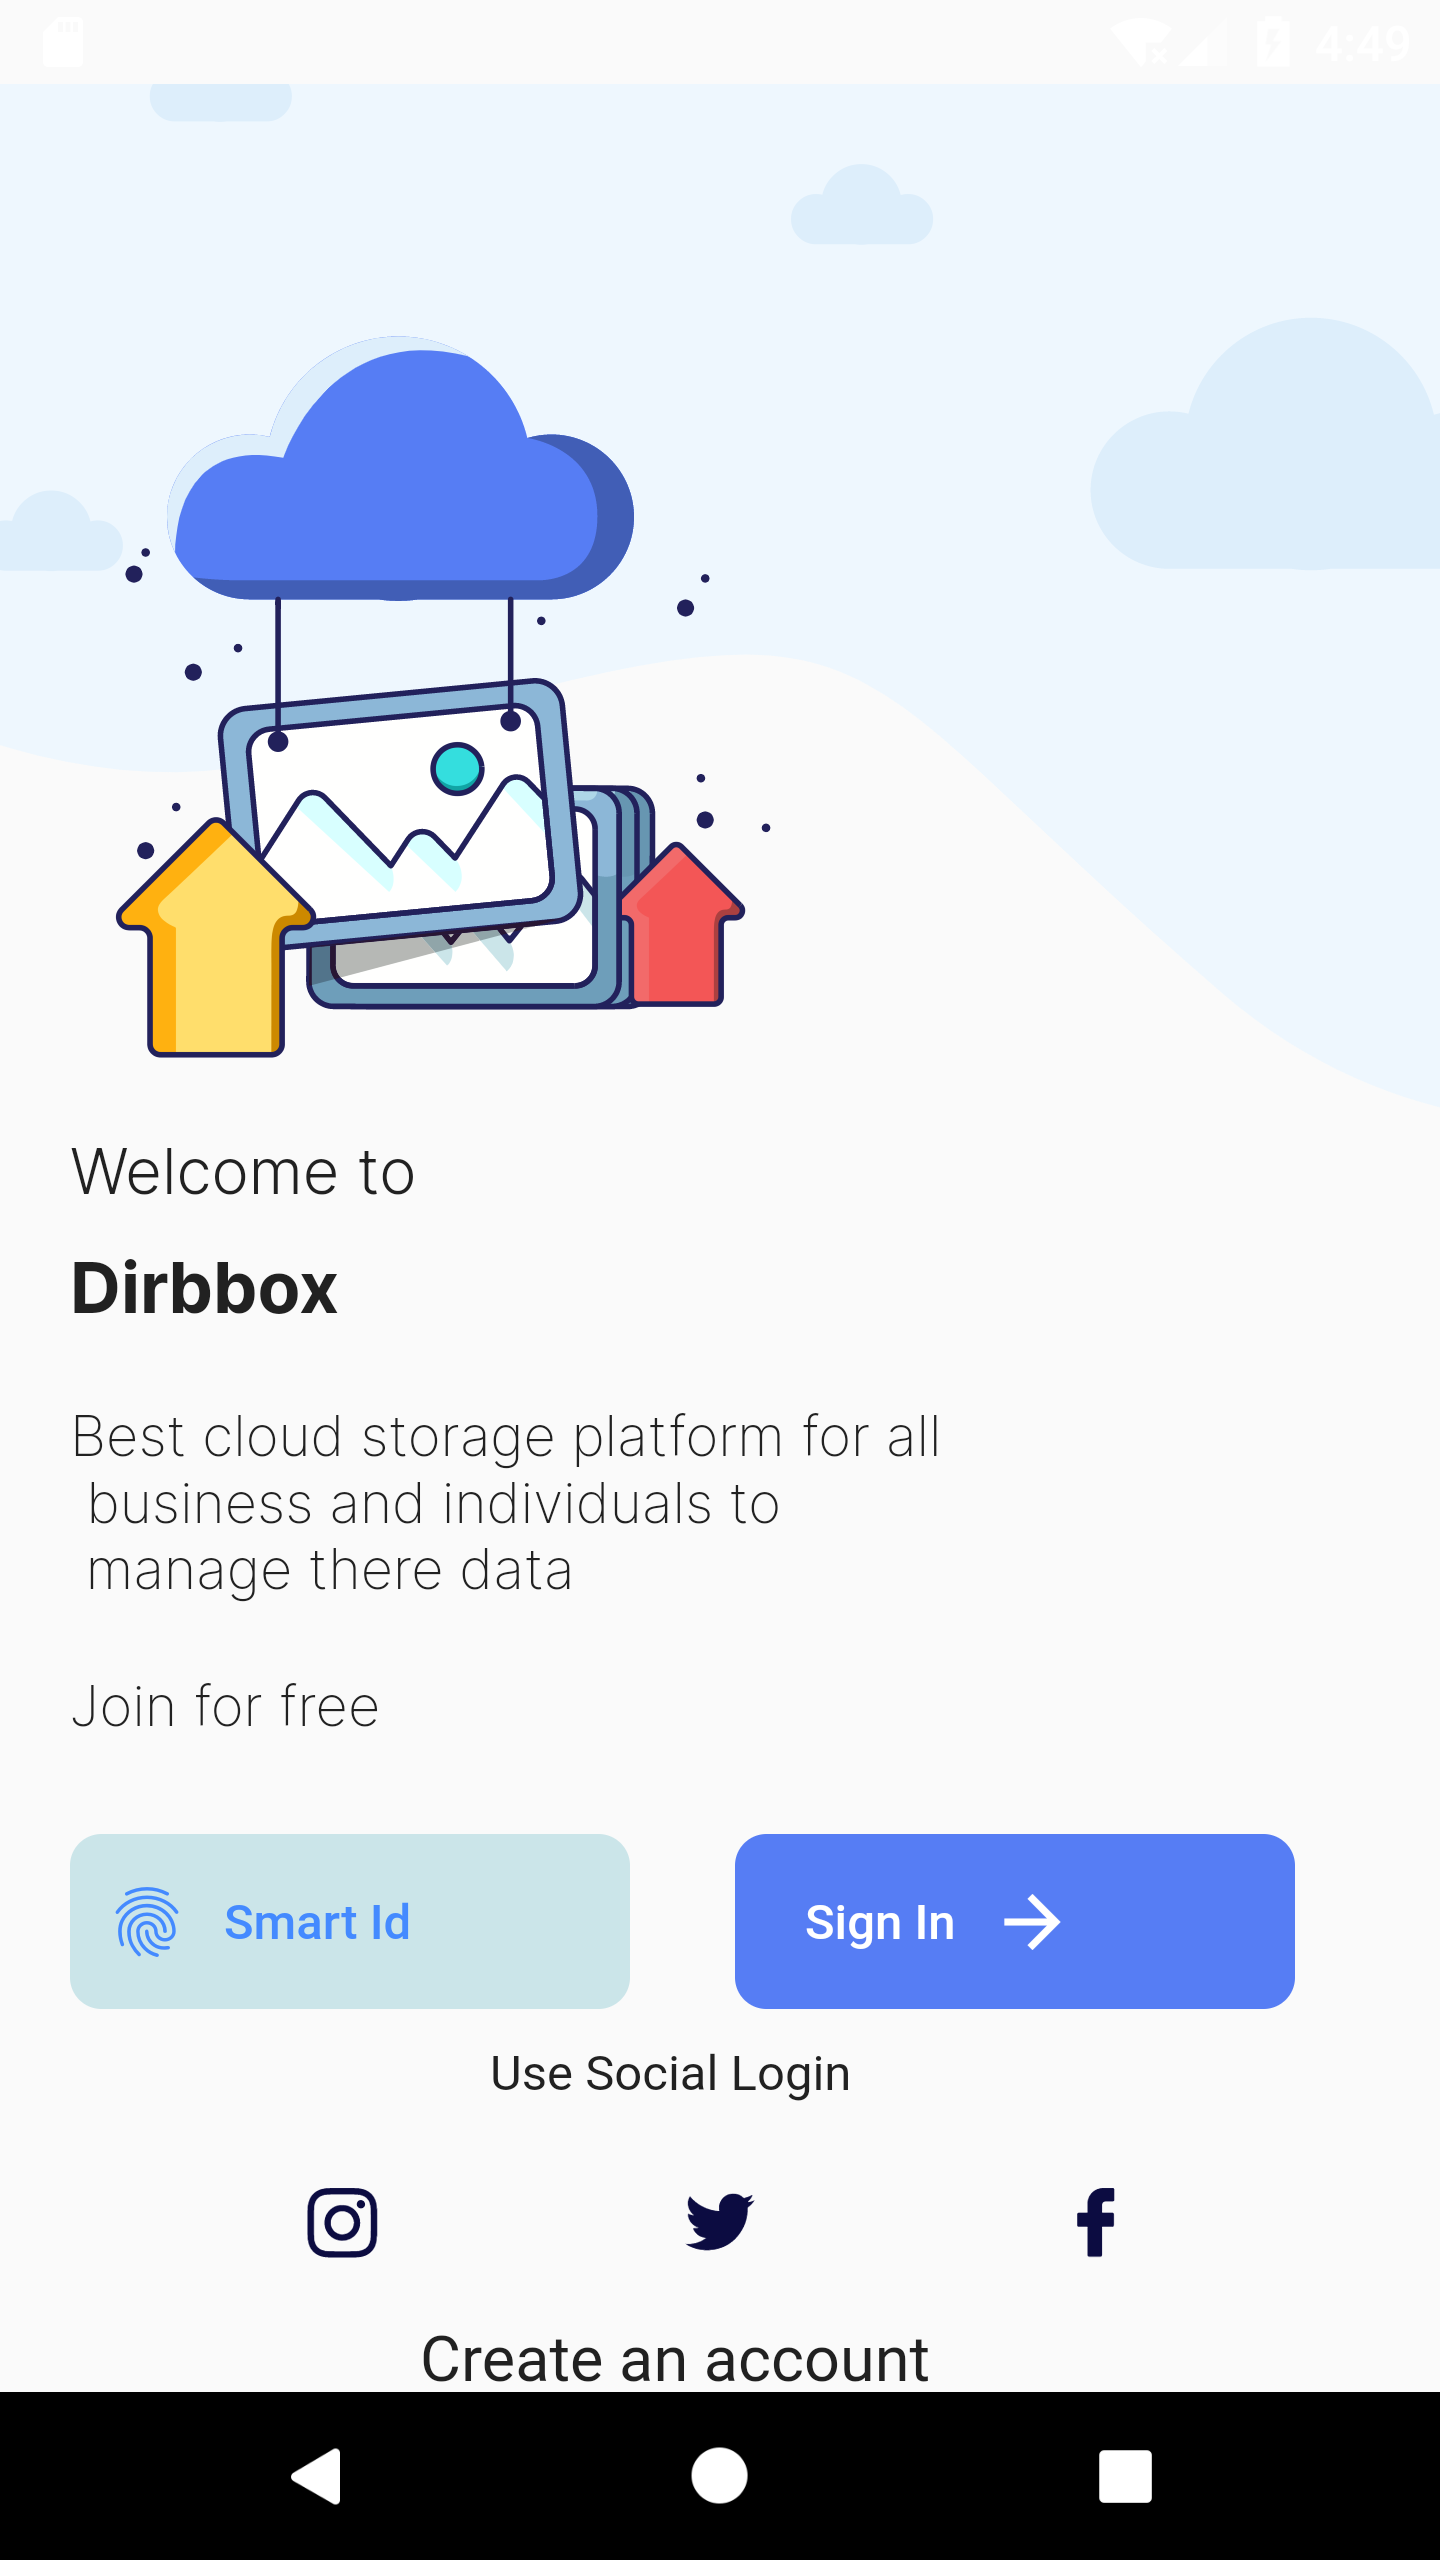 4:49
Welcome to
Dirbbox
Best cloud storage platform for all
business and individuals to
manage there data
Join for free
Smart Id
Sign In
Use Social Login
Create an account